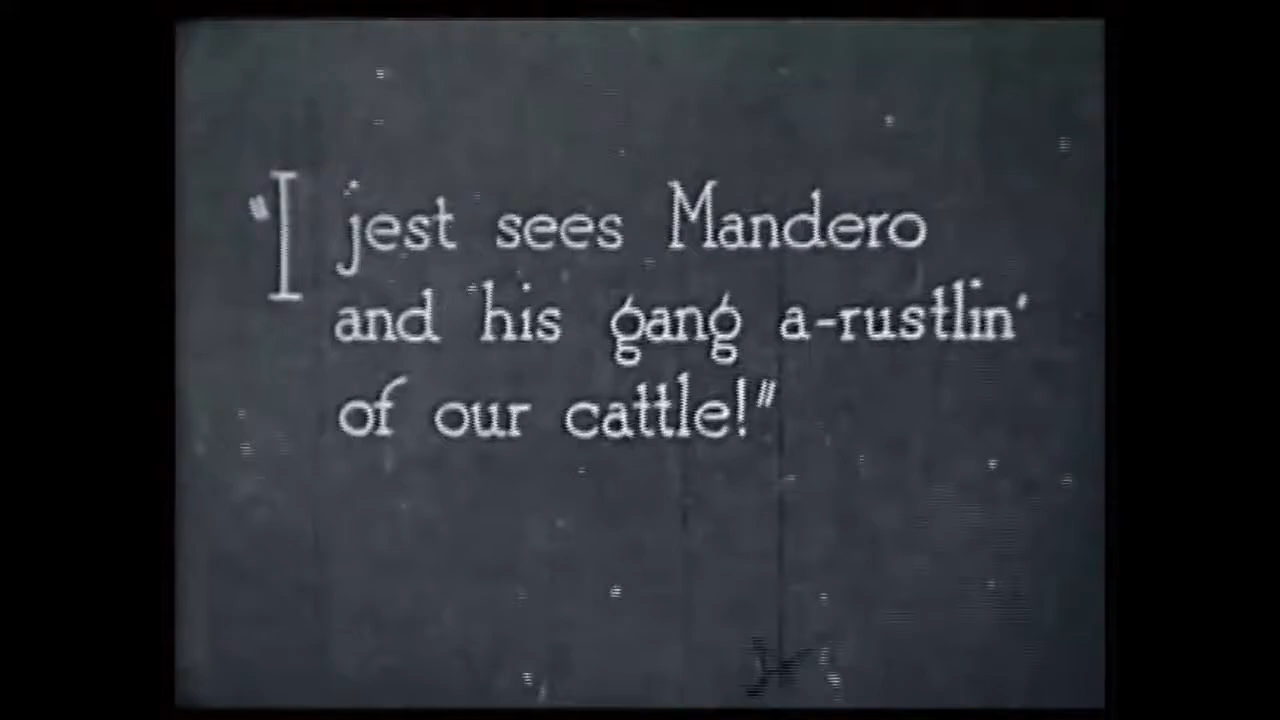 "I jest sees Mandero
and his gang a-rustlin'
of our cattle!"